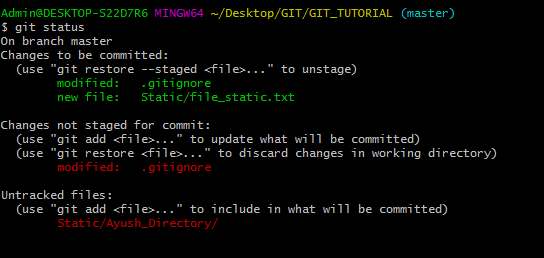 Admin@DESKTOP-S22D7R6 MINGW64 ~/Desktop/GIT/GIT_TUTORIAL (master)
$ git status
On branch master
Changes to be committed:
  (use "git restore --staged <file>..." to unstage)
        modified:   .gitignore
        new file:   Static/file_static.txt

Changes not staged for commit:
  (use "git add <file>..." to update what will be committed)
  (use "git restore <file>..." to discard changes in working directory)
        modified:   .gitignore

Untracked files:
  (use "git add <file>..." to include in what will be committed)
        Static/Ayush_Directory/